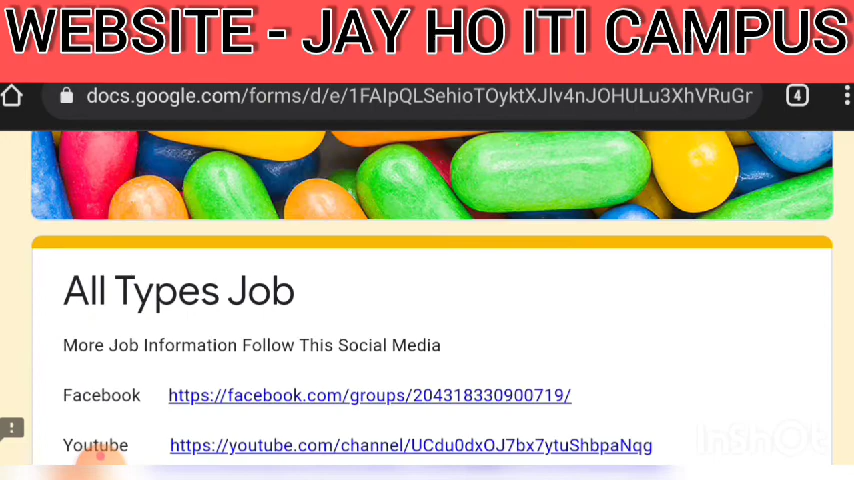 WEBSITE - JAY HO ITI CAMPUS
docs.google.com/forms/d/e/1FAIpQLSehioTOyktXJlv4nJOHULu3XhVRuGr
4
All Types Job
More Job Information Follow This Social Media
Facebook https://facebook.com/groups/204318330900719/
Youtube https://youtube.com/channel/UCdu0dxOJ7bx7ytuShbpaNqg
InShOt